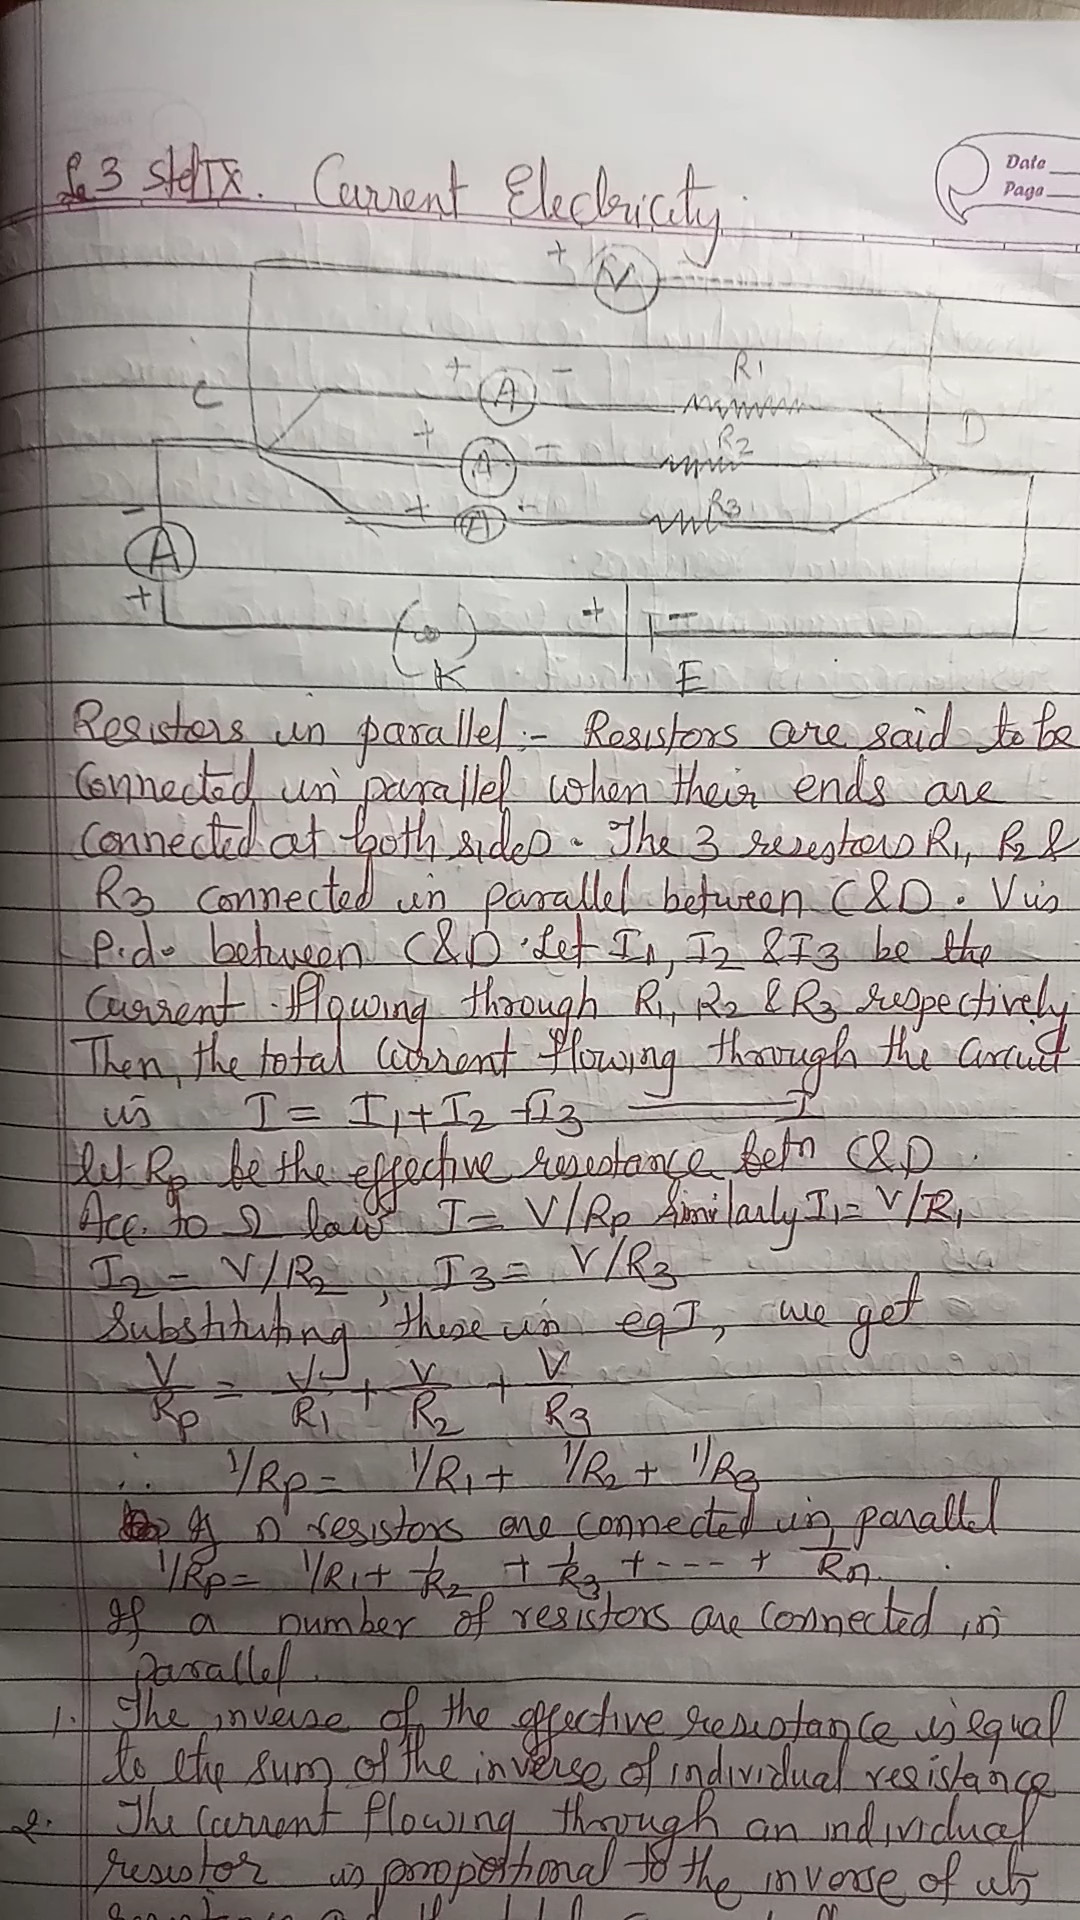 L.3 Std IX. Current Electricity.
Date
Page
+ V
+ A - R1
C + A - R2 D
+ A - R3
-
A
+ + -
K E
Resistors in parallel :- Resistors are said to be
Connected in parallel when their ends are
connected at both sides. The 3 resestors R1, R2 &
R3 connected in parallel between C&D. V is
P.d. between C&D. Let I1, I2 & I3 be the
Current flowing through R1, R2 & R3 respectively
Then, the total Current flowing through the Circuit
is I = I1+I2+I3 —— I
let Rp be the effective resestance betn C&D.
Acc. to Ω law I = V/Rp Similarly I1= V/R1
I2 = V/R2, I3 = V/R3
Substituting these in eq I, we get
V/Rp = V/R1 + V/R2 + V/R3
∴ 1/Rp = 1/R1 + 1/R2 + 1/R3
If n resistors are connected in parallel
1/Rp = 1/R1 + 1/R2 + 1/R3 + ---- + 1/Rn.
If a number of resistors are connected in
parallel.
1. The inverse of the effective resestance is equal
to the sum of the inverse of individual resistance
2. The Current flowing through an individual
resistor is proportional to the inverse of its